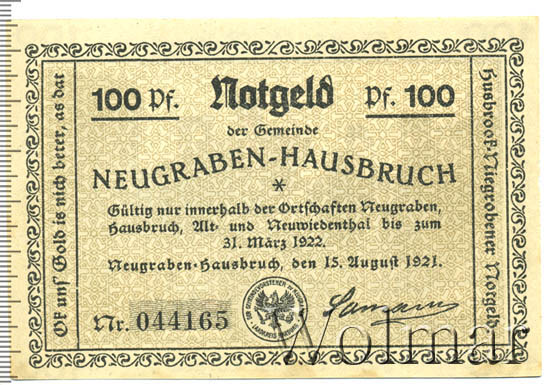 100 Pf. Notgeld Pf. 100
der Gemeinde
NEUGRABEN-HAUSBRUCH
*
Gültig nur innerhalb der Ortschaften Neugraben,
Hausbruch, Alt- und Neuwiedenthal bis zum
31. März 1922.
Neugraben-Hausbruch, den 15. August 1921.
Nr. 044165
Ok uns' Gold is nich beter, as dat
Husbrook-Niegrobener Notgeld
Wolmar